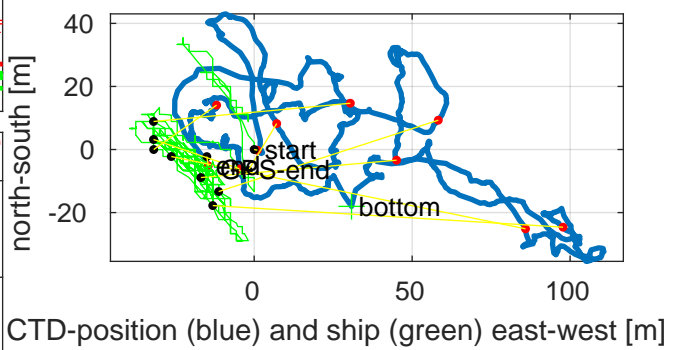 40
20
0
-20
north-south [m]
start
end
GPS-end
bottom
0
50
100
CTD-position (blue) and ship (green) east-west [m]